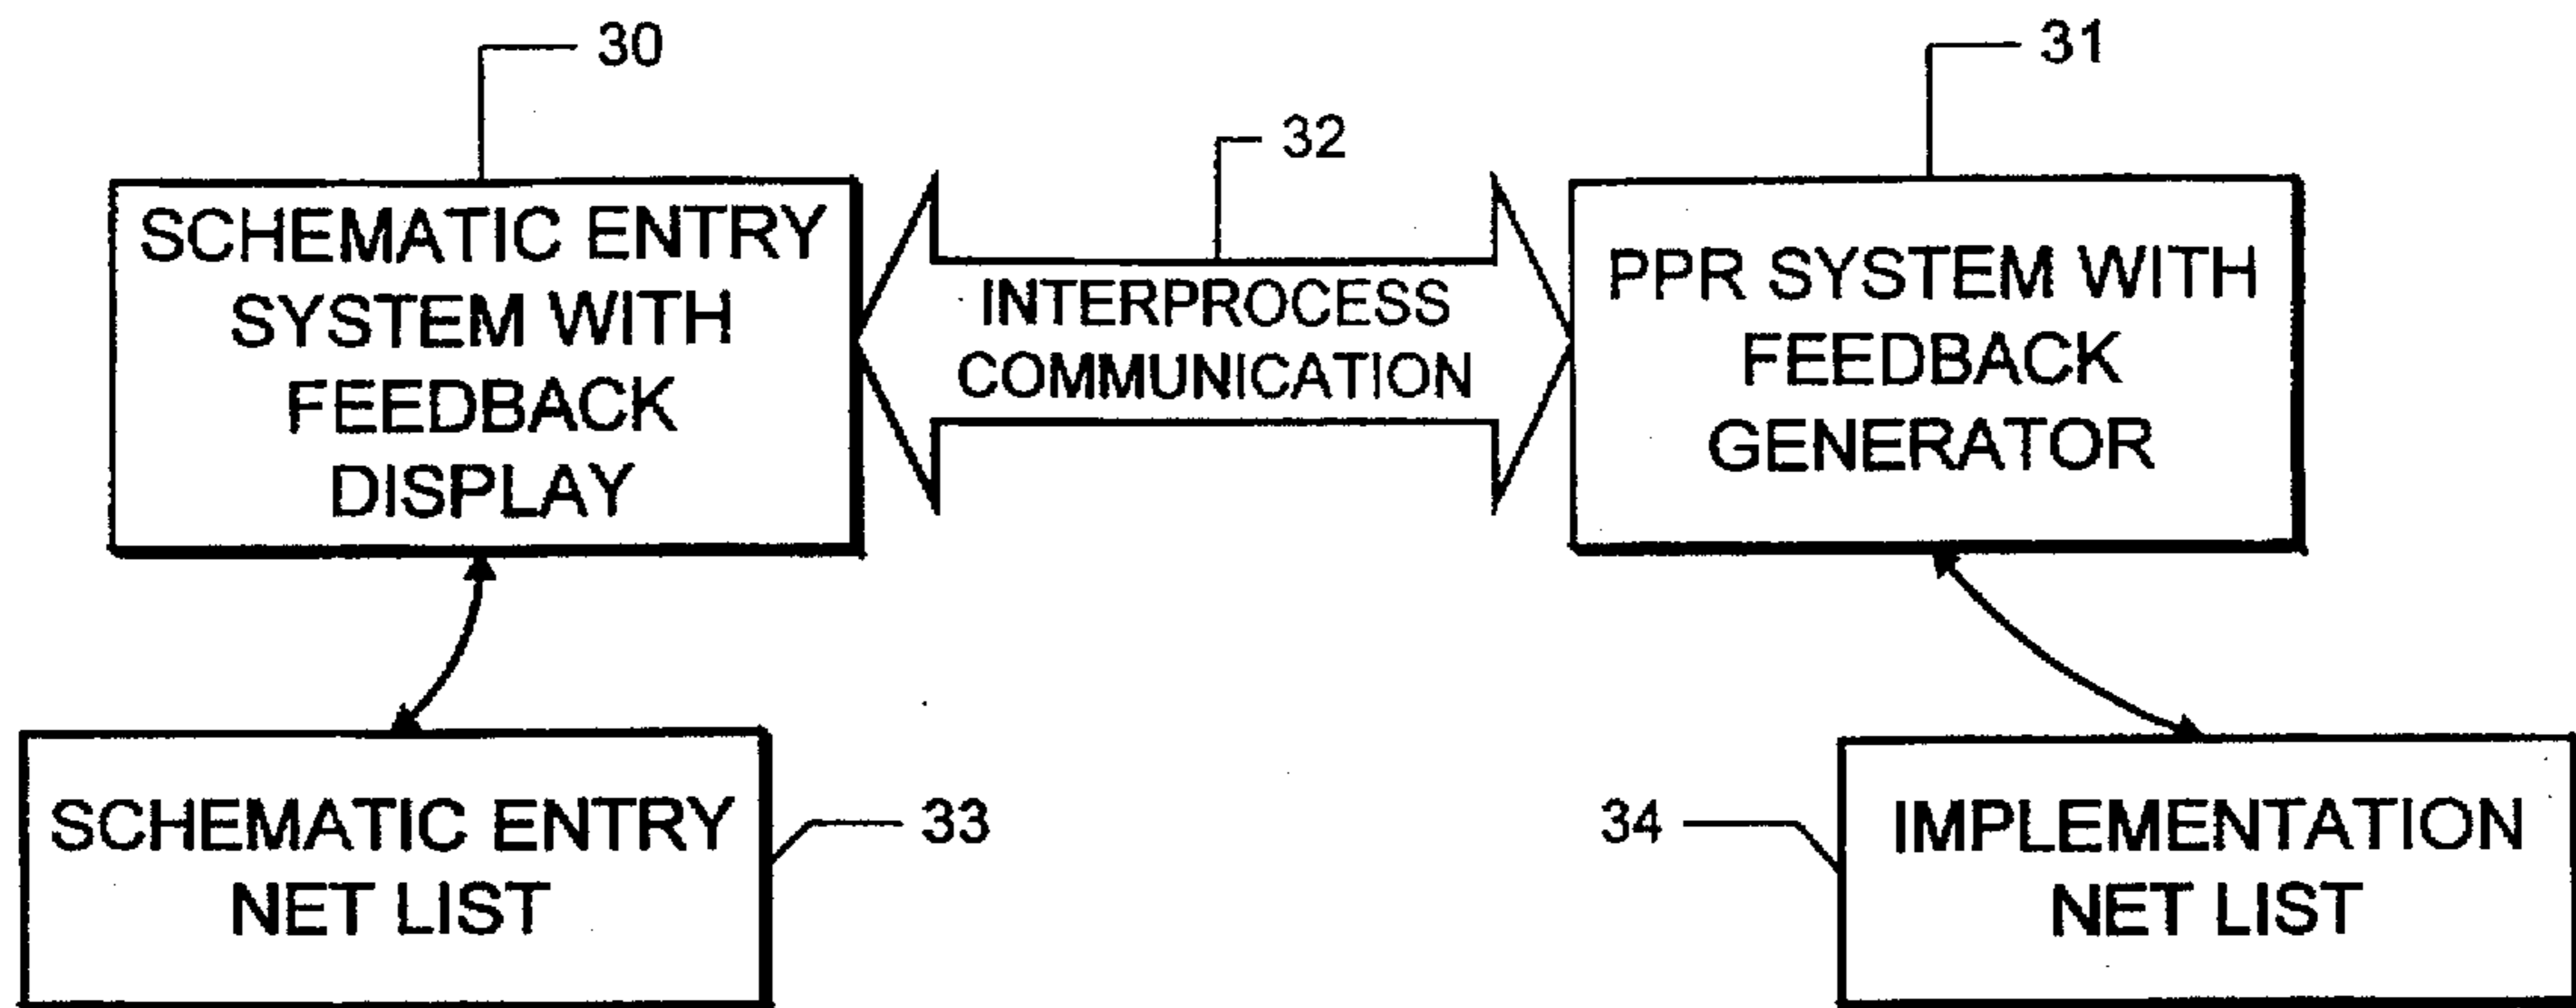 30
31
32
SCHEMATIC ENTRY
SYSTEM WITH
FEEDBACK
DISPLAY
INTERPROCESS
COMMUNICATION
PPR SYSTEM WITH
FEEDBACK
GENERATOR
SCHEMATIC ENTRY
NET LIST
33
34
IMPLEMENTATION
NET LIST